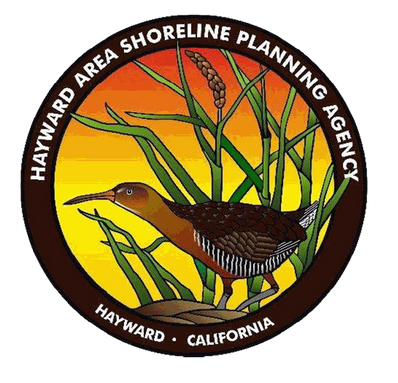 HAYWARD AREA SHORELINE PLANNING AGENCY
HAYWARD · CALIFORNIA